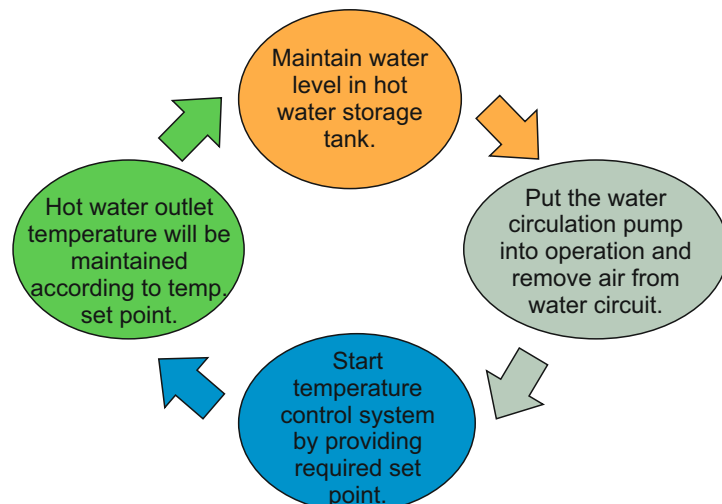 Maintain water
level in hot
water storage
tank.
Put the water
circulation pump
into operation and
remove air from
water circuit.
Start
temperature
control system
by providing
required set
point.
Hot water outlet
temperature will be
maintained
according to temp.
set point.